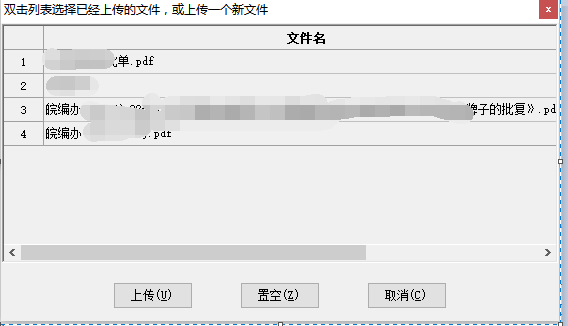 双击列表选择已经上传的文件，或上传一个新文件
文件名
1 单.pdf
2
3 皖编办 牌子的批复》.pd
4 皖编办 .pdf
上传(U) 置空(Z) 取消(C)